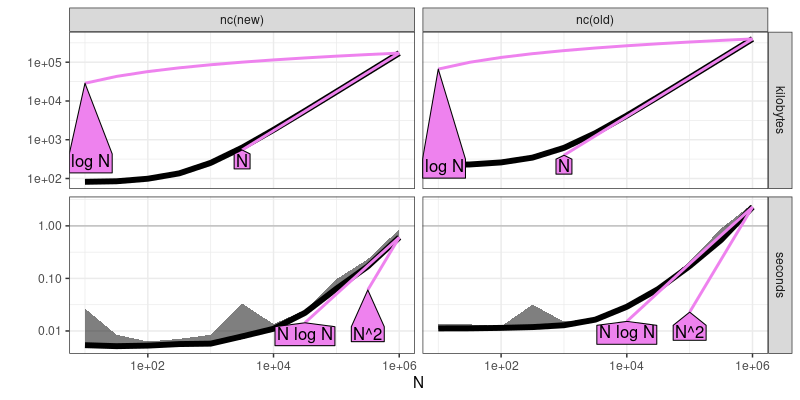 nc(new)
nc(old)
1e+05
1e+04
1e+03
1e+02
log N
N
log N
N
kilobytes
1.00
0.10
0.01
N log N
N^2
N log N
N^2
seconds
1e+02
1e+04
1e+06
1e+02
1e+04
1e+06
N